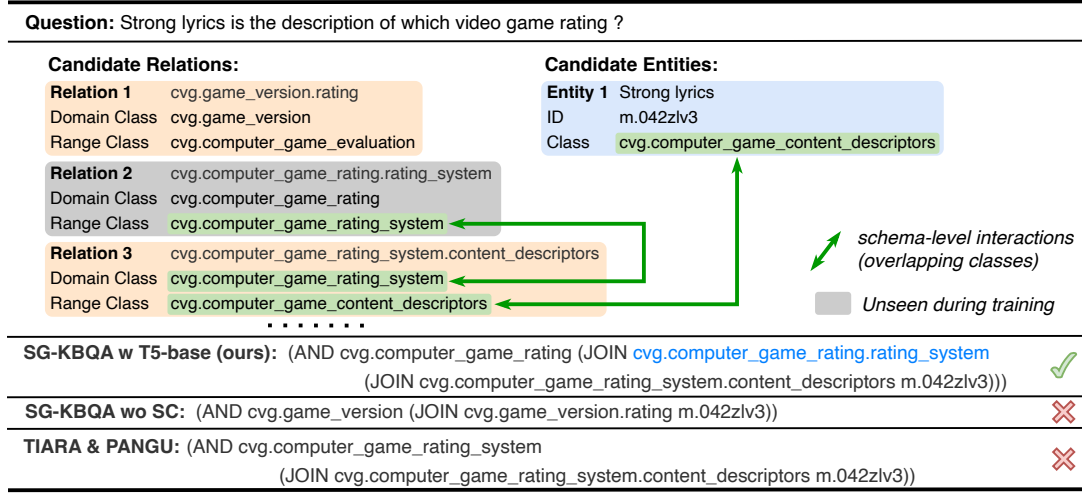 Question: Strong lyrics is the description of which video game rating ?
Candidate Relations:
Relation 1 cvg.game_version.rating
Domain Class cvg.game_version
Range Class cvg.computer_game_evaluation
Relation 2 cvg.computer_game_rating.rating_system
Domain Class cvg.computer_game_rating
Range Class cvg.computer_game_rating_system
Relation 3 cvg.computer_game_rating_system.content_descriptors
Domain Class cvg.computer_game_rating_system
Range Class cvg.computer_game_content_descriptors
. . . . . . .
Candidate Entities:
Entity 1 Strong lyrics
ID m.042zlv3
Class cvg.computer_game_content_descriptors
schema-level interactions
(overlapping classes)
Unseen during training
SG-KBQA w T5-base (ours): (AND cvg.computer_game_rating (JOIN cvg.computer_game_rating.rating_system
(JOIN cvg.computer_game_rating_system.content_descriptors m.042zlv3)))
SG-KBQA wo SC: (AND cvg.game_version (JOIN cvg.game_version.rating m.042zlv3))
TIARA & PANGU: (AND cvg.computer_game_rating_system
(JOIN cvg.computer_game_rating_system.content_descriptors m.042zlv3))